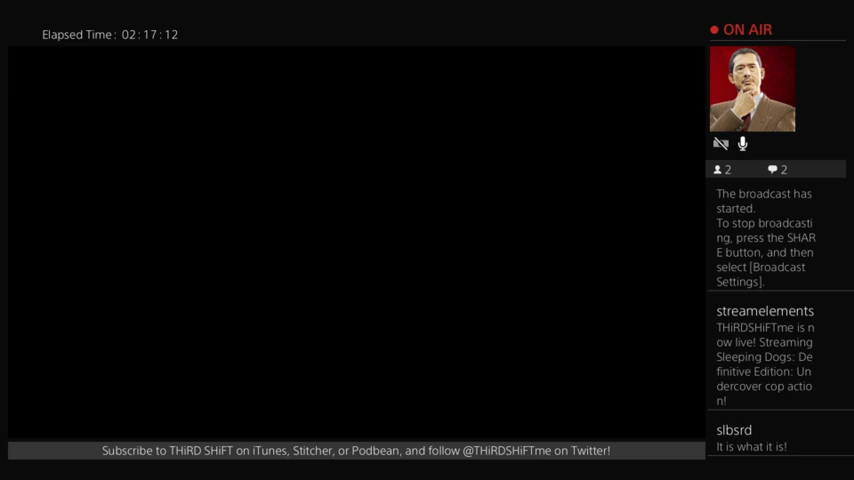 Elapsed Time: 02:17:12
ON AIR
2 2
The broadcast has
started.
To stop broadcasti
ng, press the SHAR
E button, and then
select [Broadcast
Settings].
streamelements
THiRDSHiFTme is n
ow live! Streaming
Sleeping Dogs: De
finitive Edition: Un
dercover cop actio
n!
slbsrd
It is what it is!
Subscribe to THiRD SHiFT on iTunes, Stitcher, or Podbean, and follow @THiRDSHiFTme on Twitter!